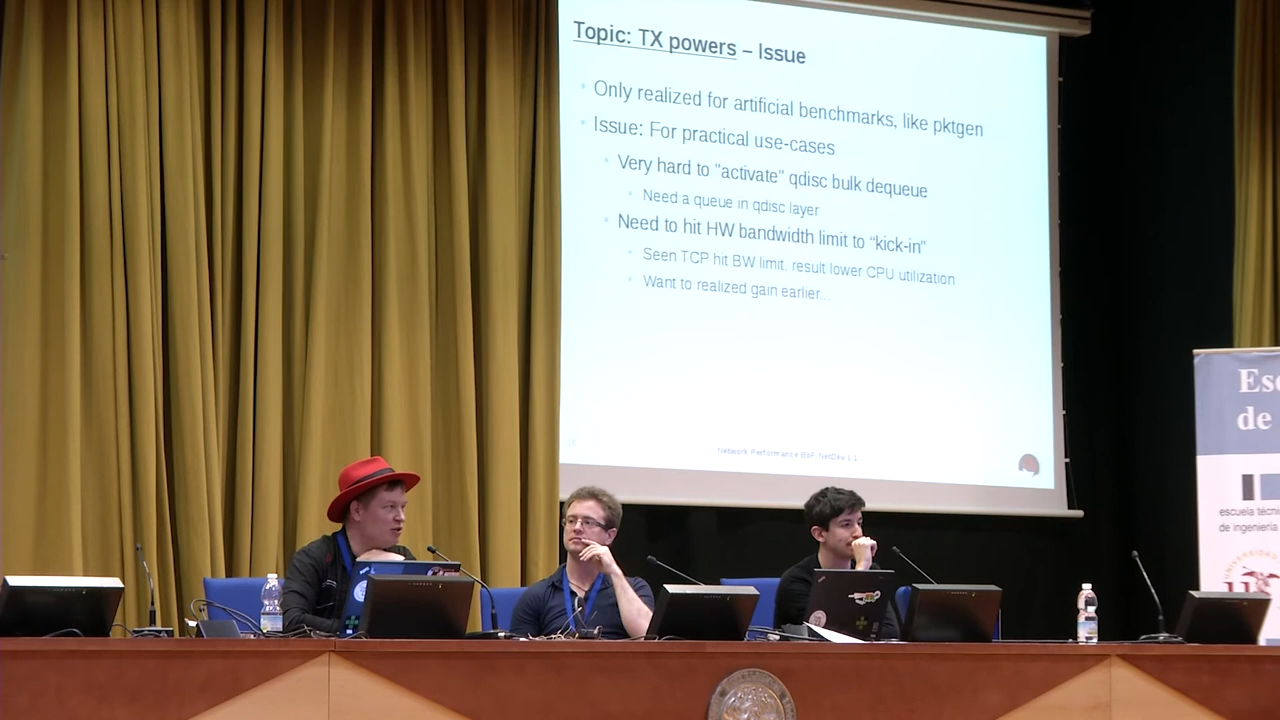 Topic: TX powers – Issue
Only realized for artificial benchmarks, like pktgen
Issue: For practical use-cases
Very hard to "activate" qdisc bulk dequeue
Need a queue in qdisc layer
Need to hit HW bandwidth limit to “kick-in”
Seen TCP hit BW limit, result lower CPU utilization
Want to realized gain earlier...
Network Performance BoF NetDev 1.1
Es
de
escuela técni
de ingeniería